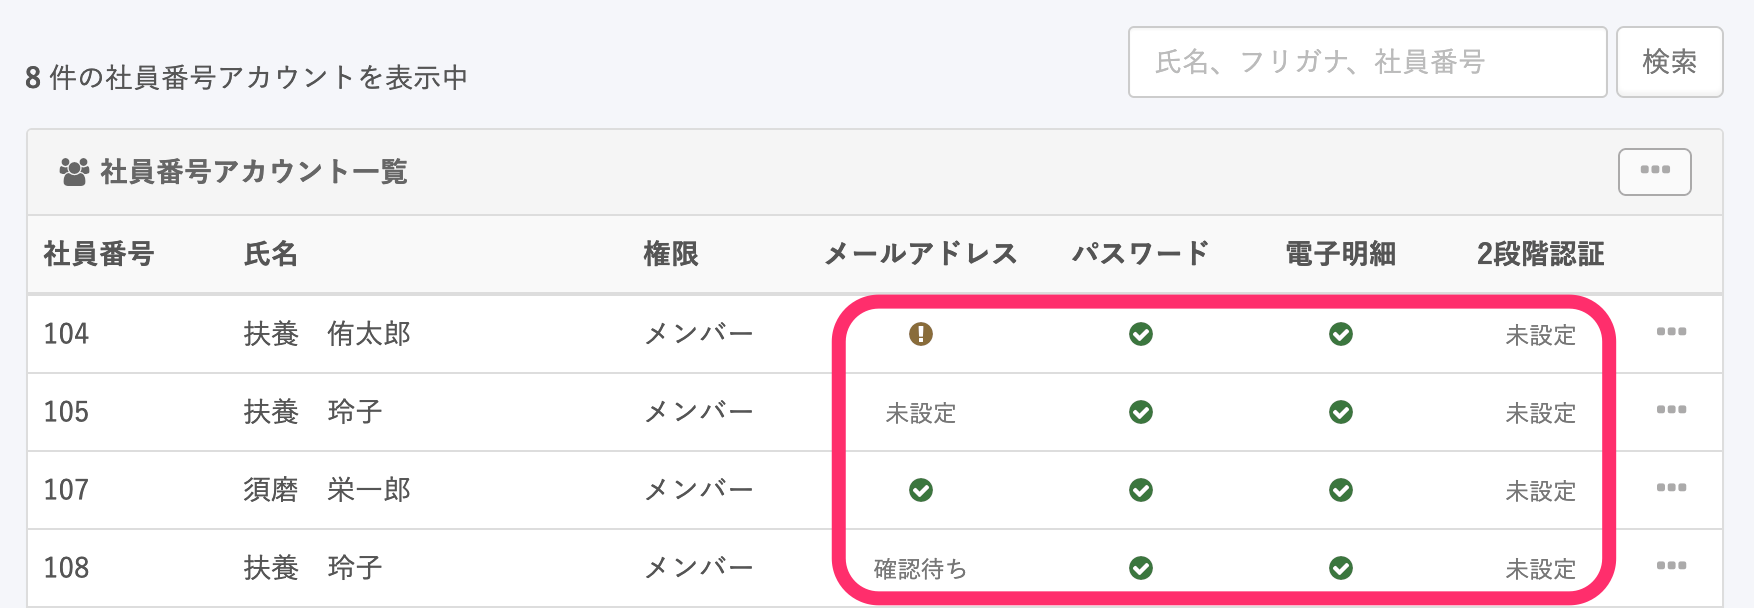 氏名、フリガナ、社員番号 検索
8 件の社員番号アカウントを表示中
社員番号アカウント一覧
社員番号 氏名 権限 メールアドレス パスワード 電子明細 2段階認証
104 扶養　侑太郎 メンバー 未設定
105 扶養　玲子 メンバー 未設定 未設定
107 須磨　栄一郎 メンバー 未設定
108 扶養　玲子 メンバー 確認待ち 未設定